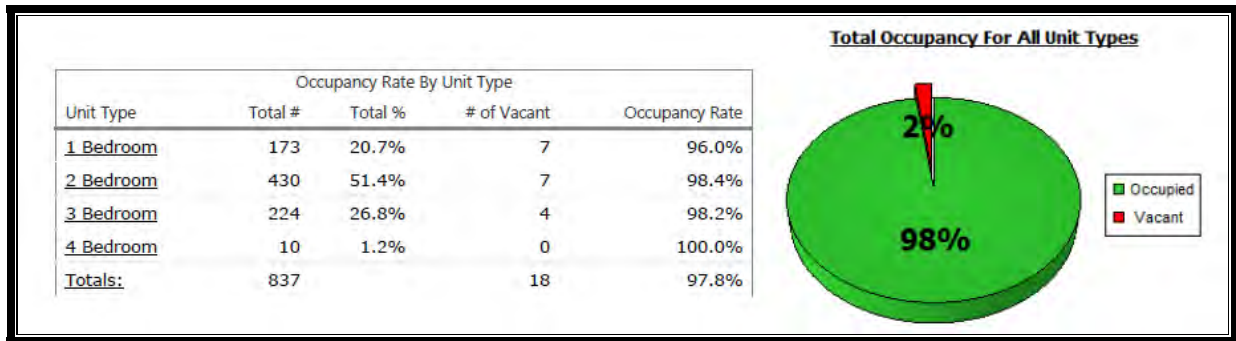 Total Occupancy For All Unit Types
Occupancy Rate By Unit Type
Unit Type Total # Total % # of Vacant Occupancy Rate
1 Bedroom 173 20.7% 7 96.0%
2 Bedroom 430 51.4% 7 98.4%
3 Bedroom 224 26.8% 4 98.2%
4 Bedroom 10 1.2% 0 100.0%
Totals: 837 18 97.8%
2%
98%
Occupied
Vacant